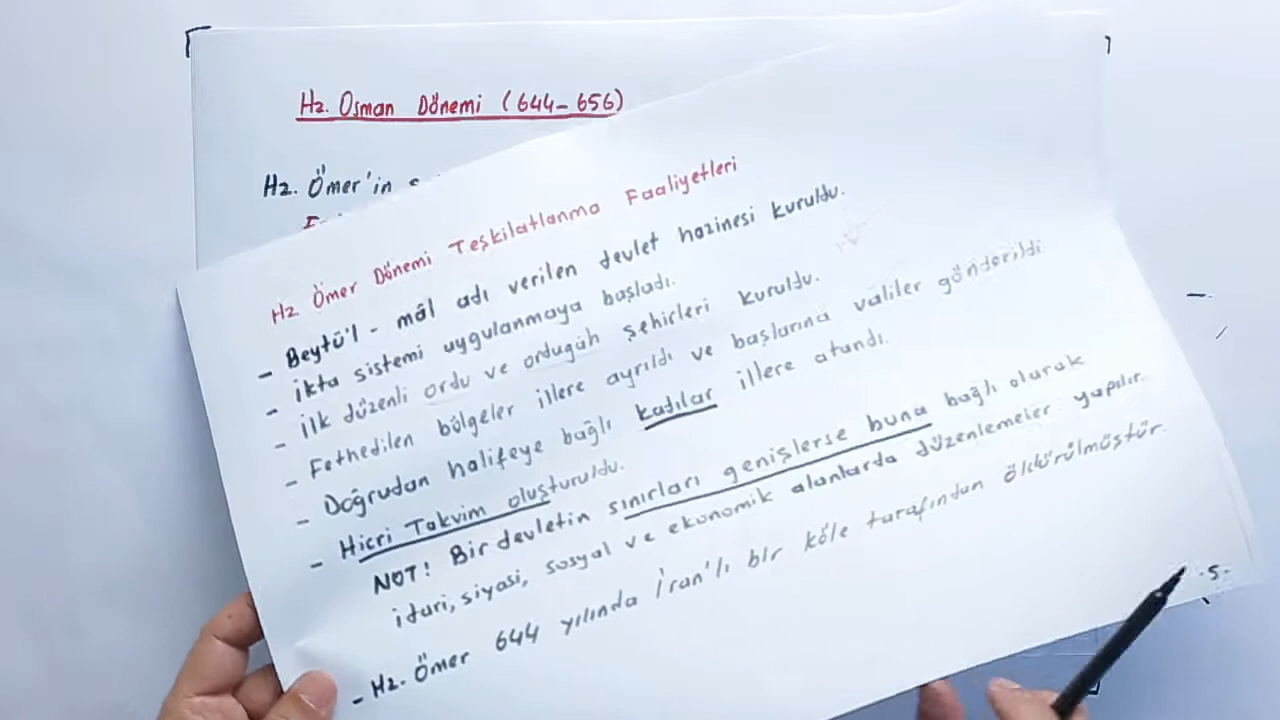 Hz. Osman Dönemi (644-656)
Hz. Ömer'in
Hz Ömer Dönemi Teşkilatlanma Faaliyetleri
- Beytü'l - mâl adı verilen devlet hazinesi kuruldu.
- ikta sistemi uygulanmaya başladı.
- ilk düzenli ordu ve ordugâh şehirleri kuruldu.
- Fethedilen bölgeler illere ayrıldı ve başlarına valiler gönderildi
- Doğrudan halifeye bağlı kadılar illere atandı.
- Hicri Takvim oluşturuldu.
NOT! Bir devletin sınırları genişlerse buna bağlı olarak
idari, siyasi, sosyal ve ekonomik alanlarda düzenlemeler yapılır.
- Hz. Ömer 644 yılında İran'lı bir köle tarafından öldürülmüştür.
.5.